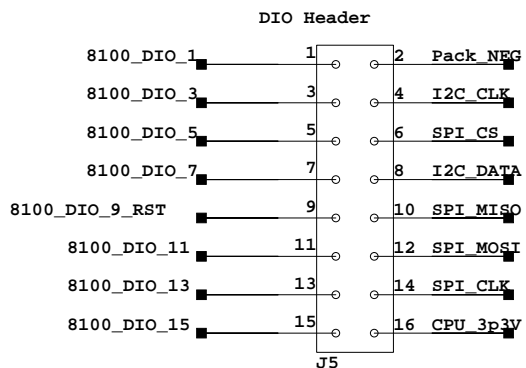 DIO Header
8100_DIO_1 1 2 Pack_NEG
8100_DIO_3 3 4 I2C_CLK
8100_DIO_5 5 6 SPI_CS
8100_DIO_7 7 8 I2C_DATA
8100_DIO_9_RST 9 10 SPI_MISO
8100_DIO_11 11 12 SPI_MOSI
8100_DIO_13 13 14 SPI_CLK
8100_DIO_15 15 16 CPU_3p3V
J5